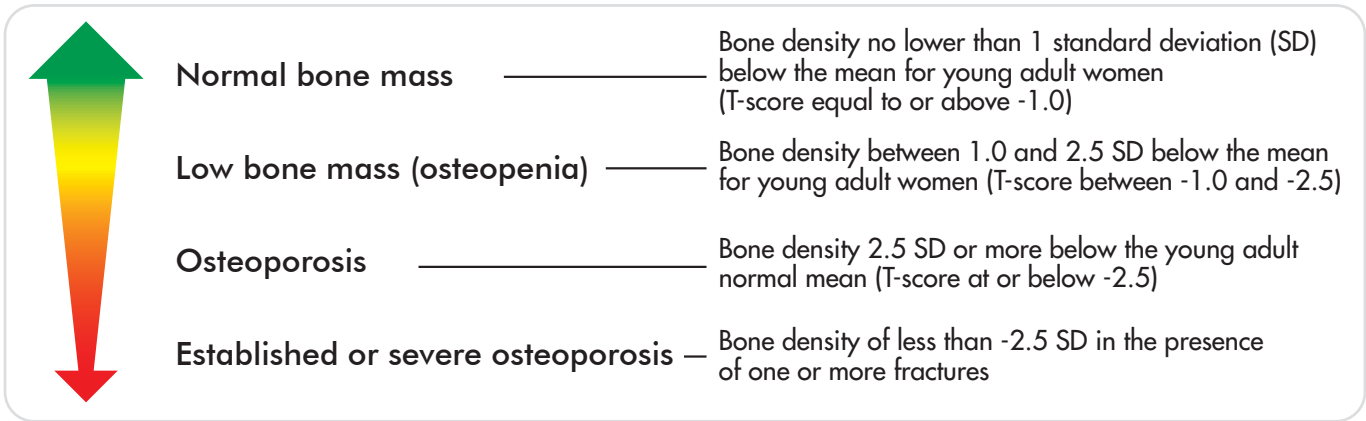 Normal bone mass
Bone density no lower than 1 standard deviation (SD)
below the mean for young adult women
(T-score equal to or above -1.0)
Low bone mass (osteopenia)
Bone density between 1.0 and 2.5 SD below the mean
for young adult women (T-score between -1.0 and -2.5)
Osteoporosis
Bone density 2.5 SD or more below the young adult
normal mean (T-score at or below -2.5)
Established or severe osteoporosis
Bone density of less than -2.5 SD in the presence
of one or more fractures